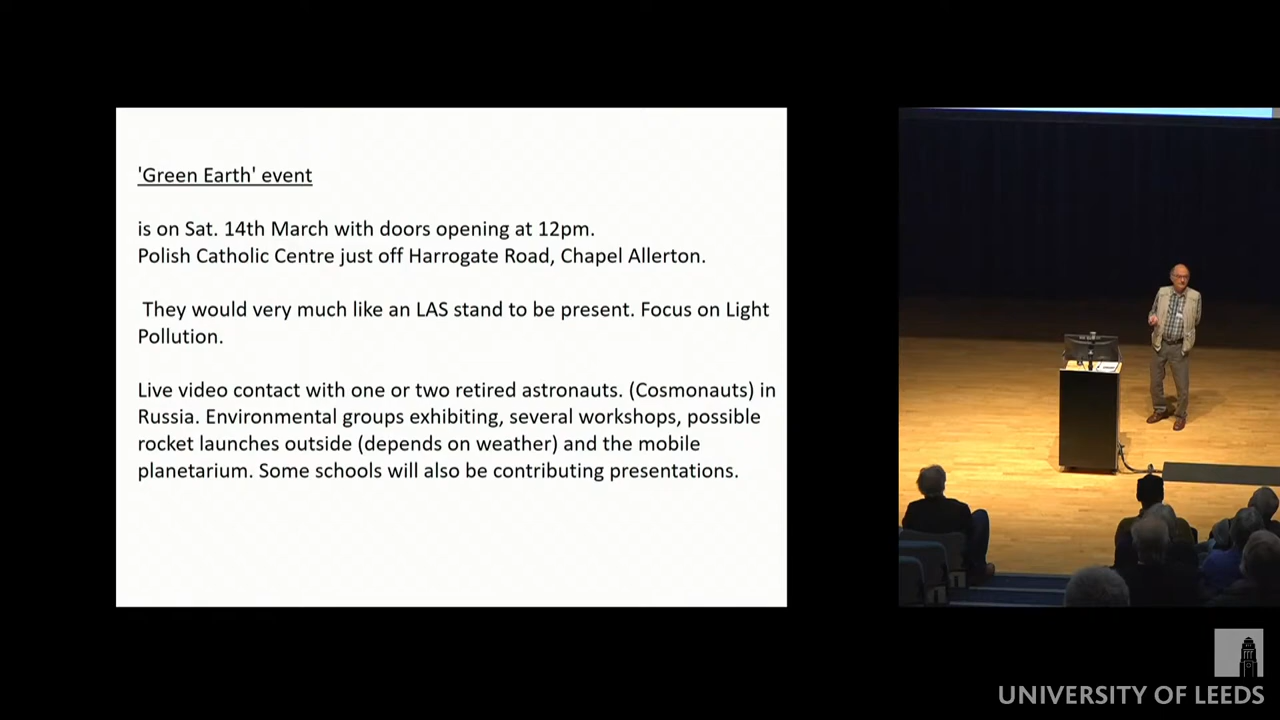 'Green Earth' event
is on Sat. 14th March with doors opening at 12pm.
Polish Catholic Centre just off Harrogate Road, Chapel Allerton.
They would very much like an LAS stand to be present. Focus on Light
Pollution.
Live video contact with one or two retired astronauts. (Cosmonauts) in
Russia. Environmental groups exhibiting, several workshops, possible
rocket launches outside (depends on weather) and the mobile
planetarium. Some schools will also be contributing presentations.
UNIVERSITY OF LEEDS